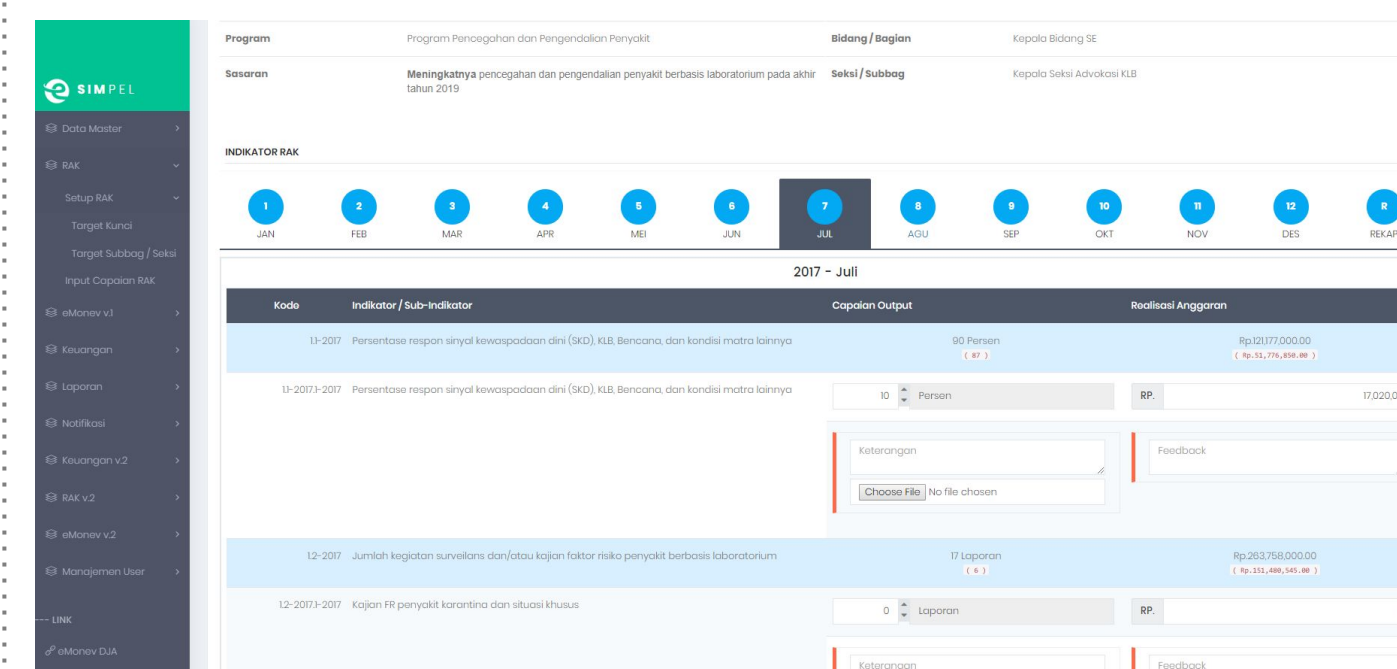 SIMPEL
Data Master
RAK
Setup RAK
Target Kunci
Target Subbag / Seksi
Input Capaian RAK
eMonev v.1
Keuangan
Laporan
Notifikasi
Keuangan v.2
RAK v.2
eMonev v.2
Manajemen User
--- LINK
eMonev DJA
Program Program Pencegahan dan Pengendalian Penyakit Bidang / Bagian Kepala Bidang SE
Sasaran Meningkatnya pencegahan dan pengendalian penyakit berbasis laboratorium pada akhir Seksi / Subbag Kepala Seksi Advokasi KLB
tahun 2019
INDIKATOR RAK
1 2 3 4 5 6 7 8 9 10 11 12 R
JAN FEB MAR APR MEI JUN JUL AGU SEP OKT NOV DES REKAP
2017 - Juli
Kode Indikator / Sub-Indikator Capaian Output Realisasi Anggaran
1.1-2017 Persentase respon sinyal kewaspadaan dini (SKD), KLB, Bencana, dan kondisi matra lainnya 90 Persen Rp.121,177,000.00
( 87 ) ( Rp.51,776,850.00 )
1.1-2017.1-2017 Persentase respon sinyal kewaspadaan dini (SKD), KLB, Bencana, dan kondisi matra lainnya 10 Persen RP. 17,020,0
Keterangan Feedback
Choose File No file chosen
1.2-2017 Jumlah kegiatan surveilans dan/atau kajian faktor risiko penyakit berbasis laboratorium 17 Laporan Rp.263,758,000.00
( 6 ) ( Rp.151,480,545.00 )
1.2-2017.1-2017 Kajian FR penyakit karantina dan situasi khusus 0 Laporan RP.
Keterangan Feedback